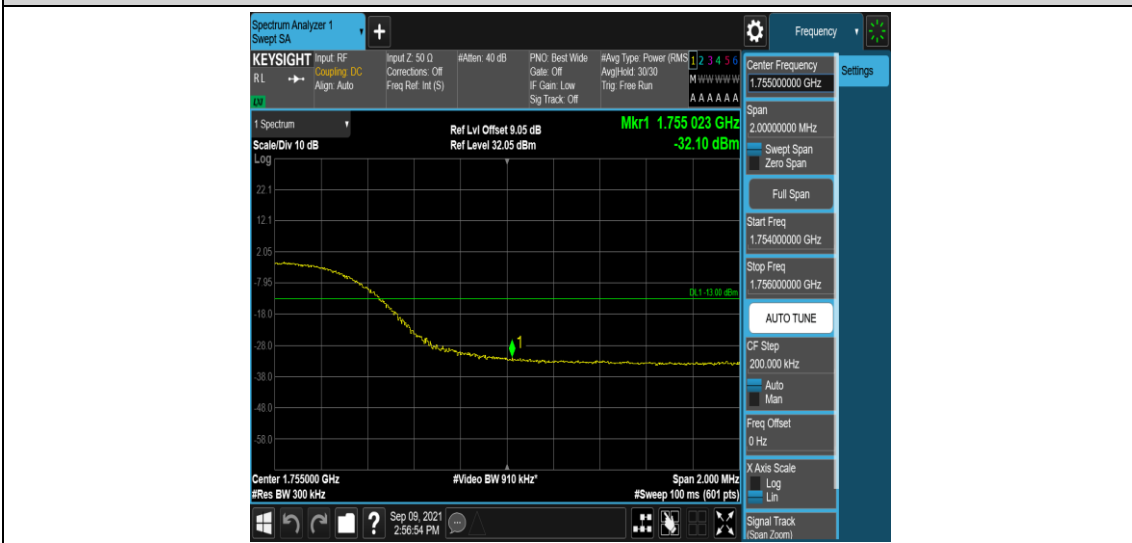 Spectrum Analyzer 1
Swept SA
+
Frequency
KEYSIGHT
RL
LXI
Input: RF
Coupling: DC
Align: Auto
Input Z: 50 Ω
Corrections: Off
Freq Ref: Int (S)
#Atten: 40 dB
PNO: Best Wide
Gate: Off
IF Gain: Low
Sig Track: Off
#Avg Type: Power (RMS
Avg|Hold: 30/30
Trig: Free Run
1 2 3 4 5 6
M W W W W W
A A A A A A
1 Spectrum
Scale/Div 10 dB
Ref Lvl Offset 9.05 dB
Ref Level 32.05 dBm
Mkr1 1.755 023 GHz
-32.10 dBm
Log
22.1
12.1
2.05
-7.95
-18.0
-28.0
-38.0
-48.0
-58.0
DL1 -13.00 dBm
1
Center 1.755000 GHz
#Res BW 300 kHz
#Video BW 910 kHz*
Span 2.000 MHz
#Sweep 100 ms (601 pts)
Sep 09, 2021
2:56:54 PM
Center Frequency
1.755000000 GHz
Settings
Span
2.00000000 MHz
Swept Span
Zero Span
Full Span
Start Freq
1.754000000 GHz
Stop Freq
1.756000000 GHz
AUTO TUNE
CF Step
200.000 kHz
Auto
Man
Freq Offset
0 Hz
X Axis Scale
Log
Lin
Signal Track
(Span Zoom)